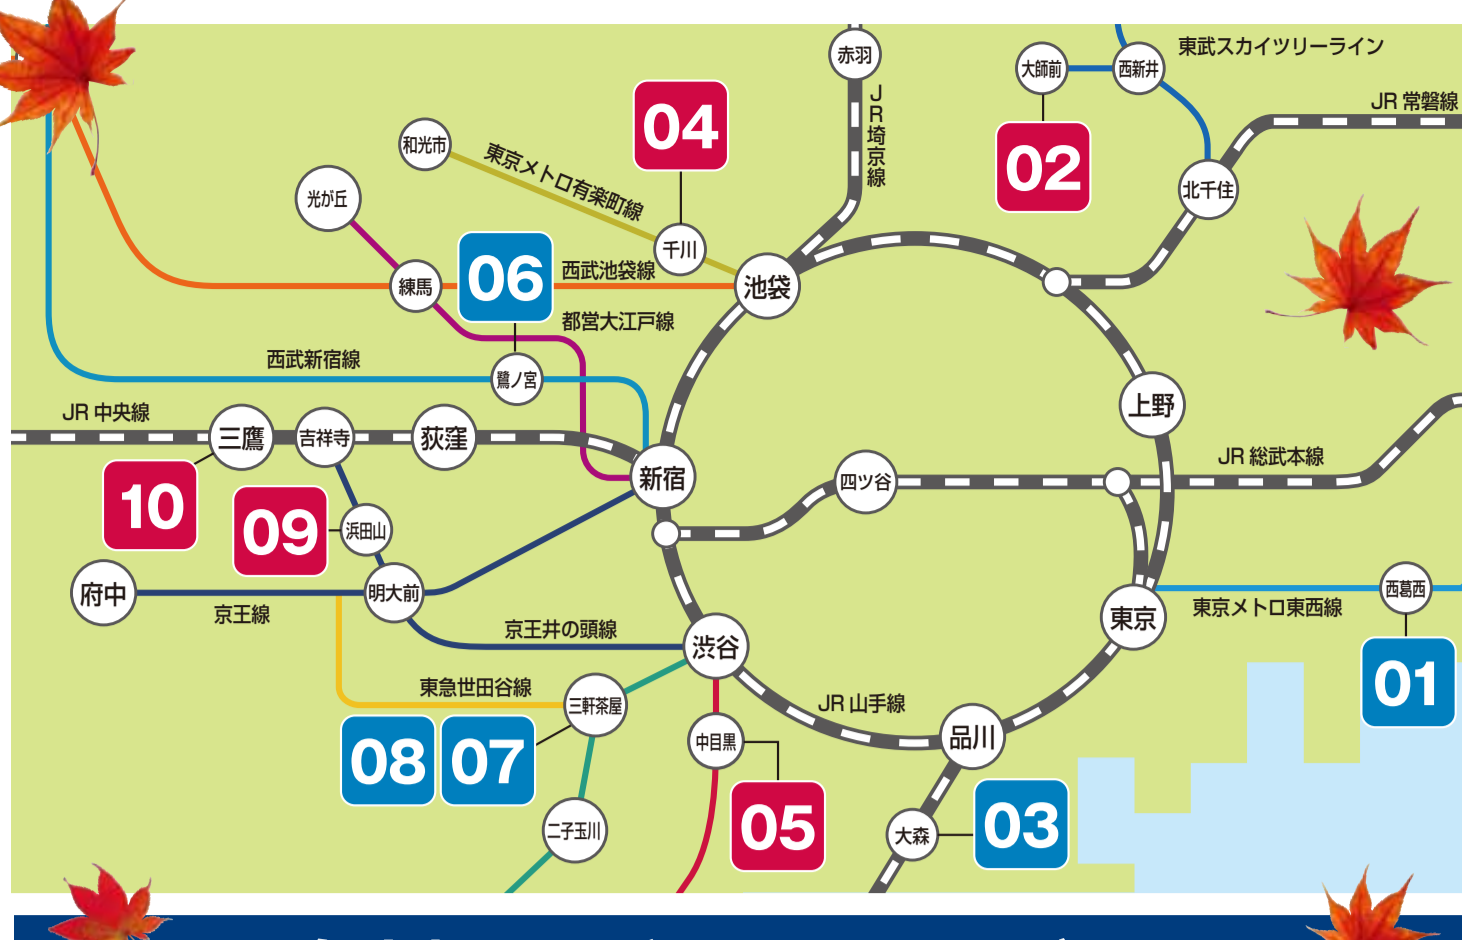 赤羽
大師前
西新井
東武スカイツリーライン
JR 常磐線
04
JR埼京線
02
和光市
東京メトロ有楽町線
光が丘
千川
北千住
06
西武池袋線
練馬
池袋
都営大江戸線
西武新宿線
鷺ノ宮
JR 中央線
上野
三鷹
吉祥寺
荻窪
新宿
四ツ谷
JR 総武本線
10
09
浜田山
府中
明大前
京王線
京王井の頭線
渋谷
東京
東京メトロ東西線
西葛西
01
東急世田谷線
三軒茶屋
JR 山手線
08
07
中目黒
品川
二子玉川
05
大森
03